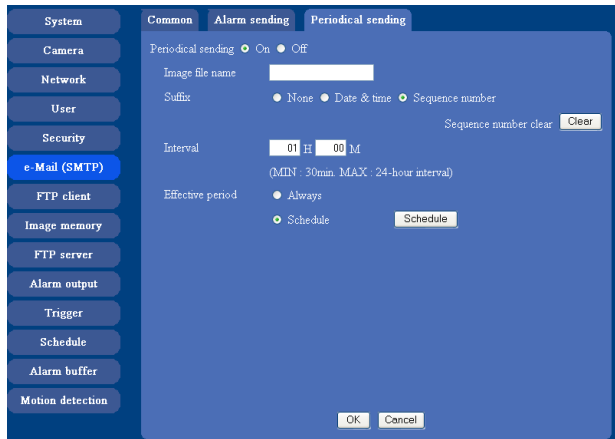 System
Camera
Network
User
Security
e-Mail (SMTP)
FTP client
Image memory
FTP server
Alarm output
Trigger
Schedule
Alarm buffer
Motion detection
Common Alarm sending Periodical sending
Periodical sending On Off
Image file name
Suffix None Date & time Sequence number
Sequence number clear Clear
Interval 01 H 00 M
(MIN : 30min. MAX : 24-hour interval)
Effective period Always
Schedule Schedule
OK Cancel